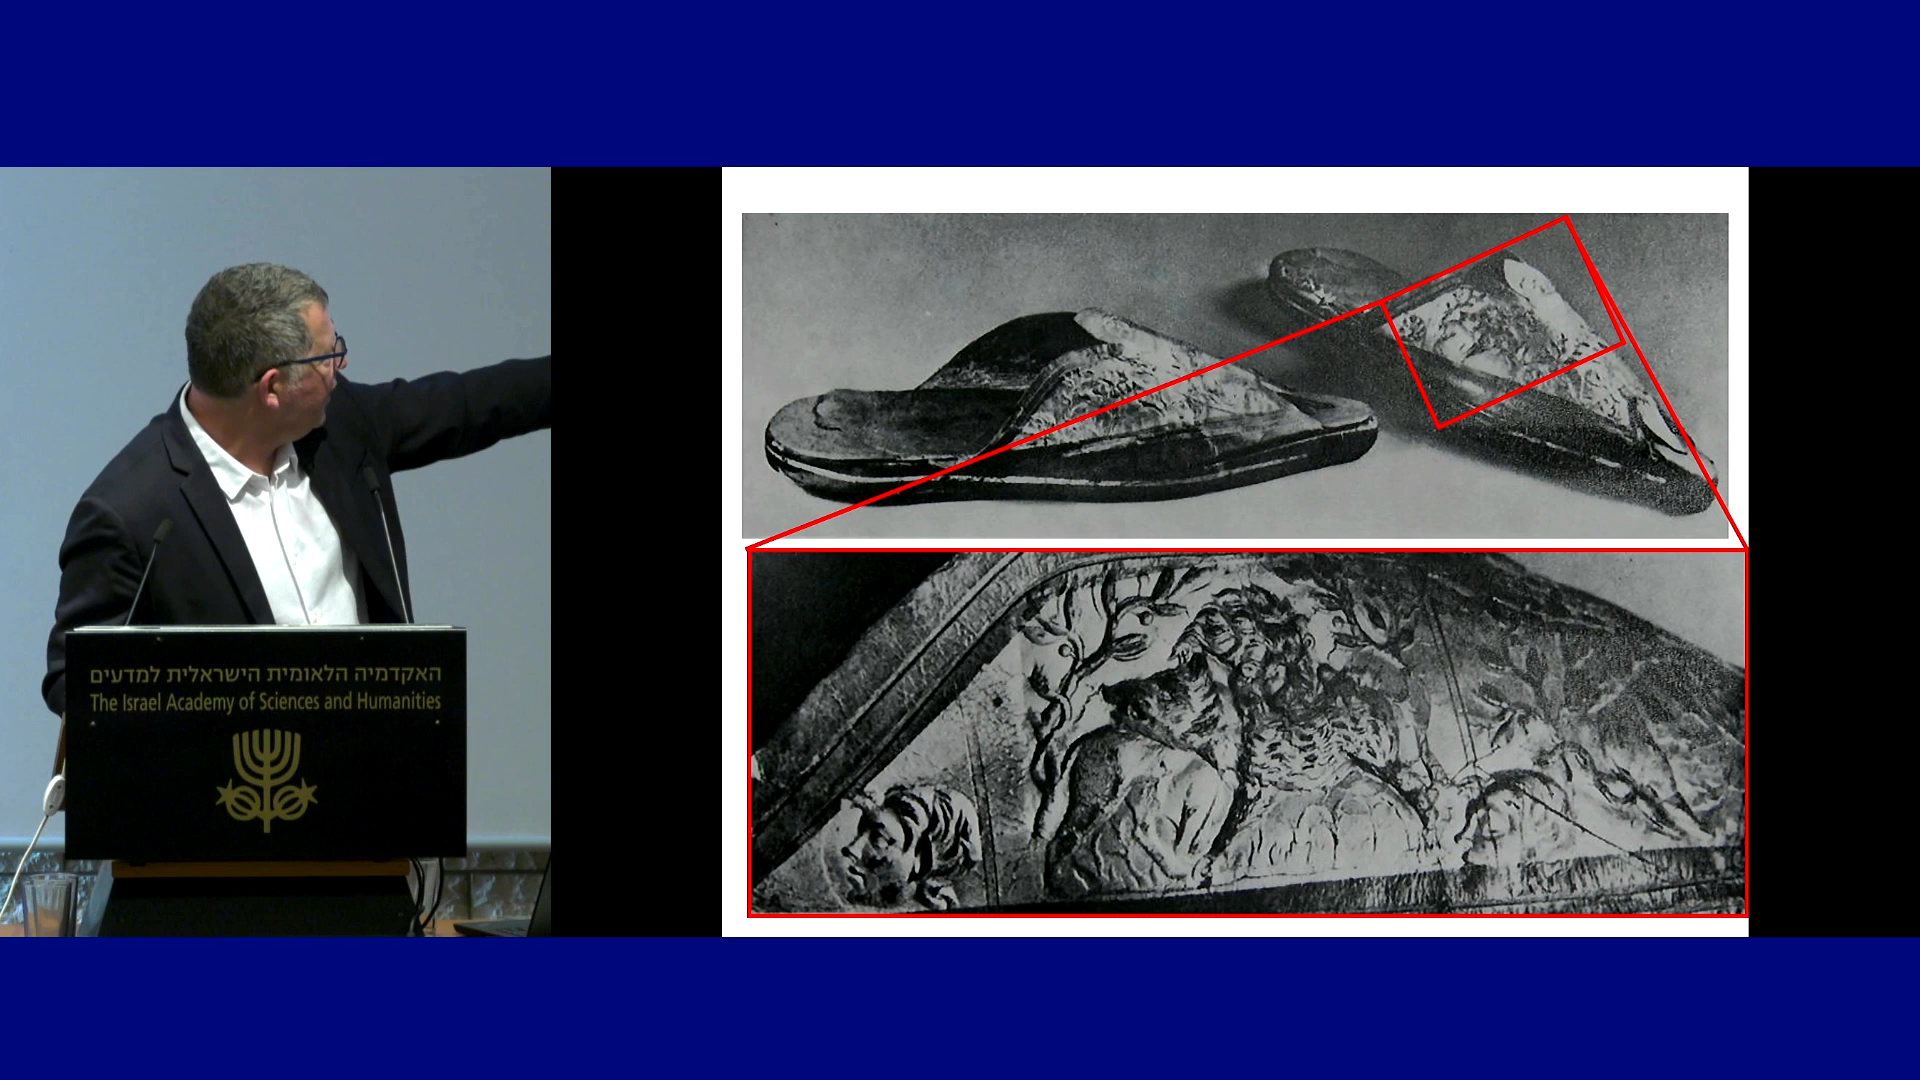 האקדמיה הלאומית הישראלית למדעים
The Israel Academy of Sciences and Humanities